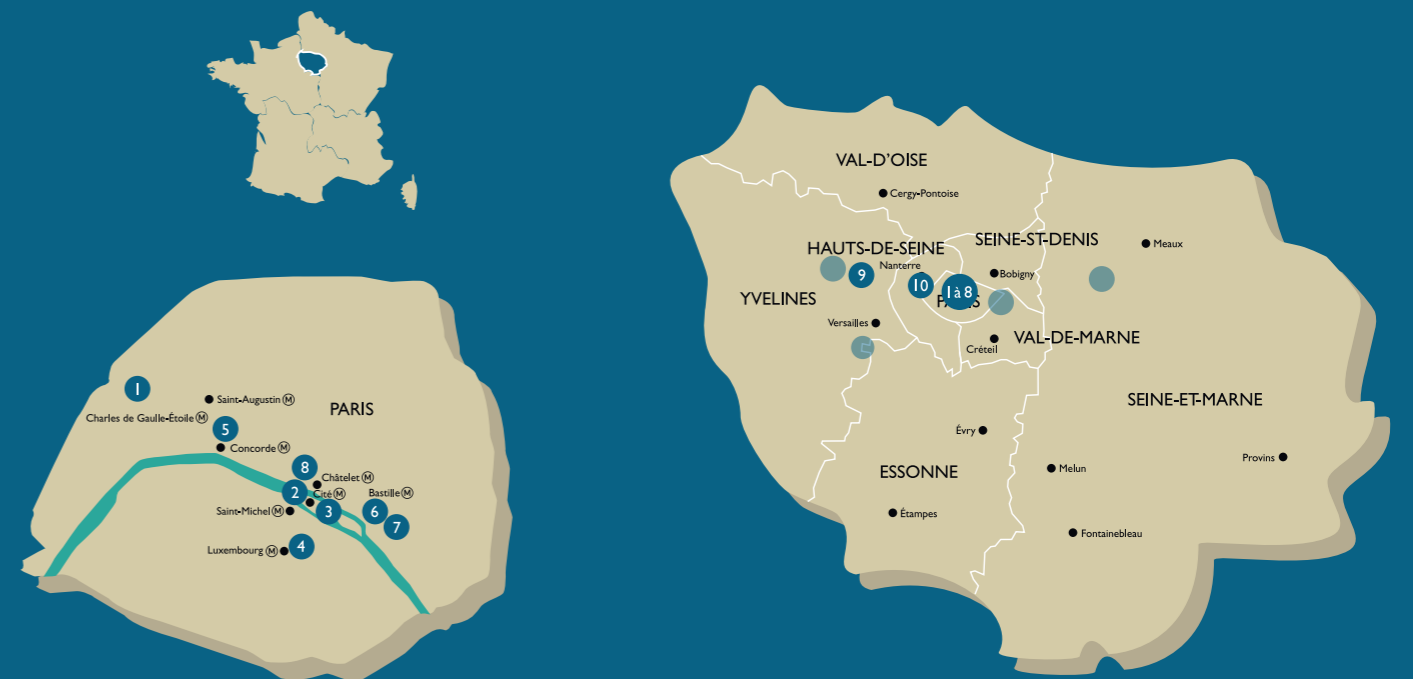 1
Saint-Augustin Ⓜ
PARIS
Charles de Gaulle-Étoile Ⓜ
5
Concorde Ⓜ
8
Châtelet Ⓜ
2
Cité Ⓜ
Bastille Ⓜ
Saint-Michel Ⓜ
3
6
7
Luxembourg Ⓜ
4
VAL-D'OISE
Cergy-Pontoise
HAUTS-DE-SEINE
SEINE-ST-DENIS
Meaux
Nanterre
9
Bobigny
10
1à8
PARIS
YVELINES
Versailles
Créteil
VAL-DE-MARNE
SEINE-ET-MARNE
Évry
ESSONNE
Melun
Provins
Étampes
Fontainebleau